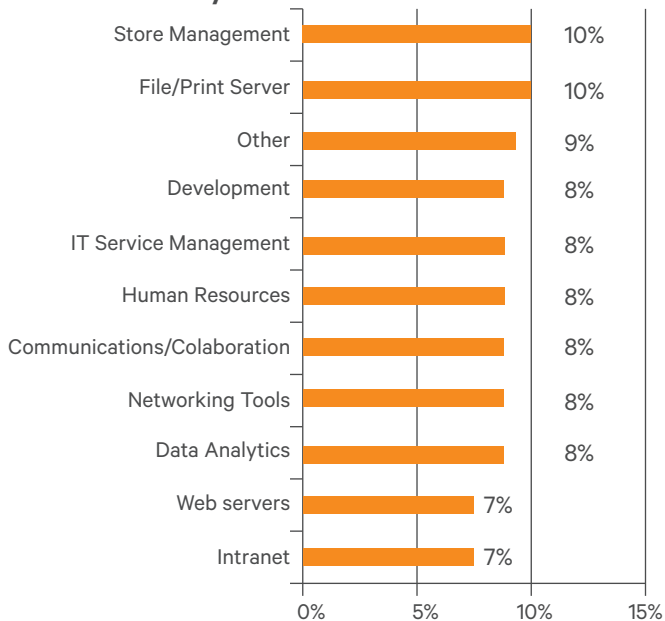 Store Management 10%
File/Print Server 10%
Other 9%
Development 8%
IT Service Management 8%
Human Resources 8%
Communications/Colaboration 8%
Networking Tools 8%
Data Analytics 8%
Web servers 7%
Intranet 7%
0% 5% 10% 15%